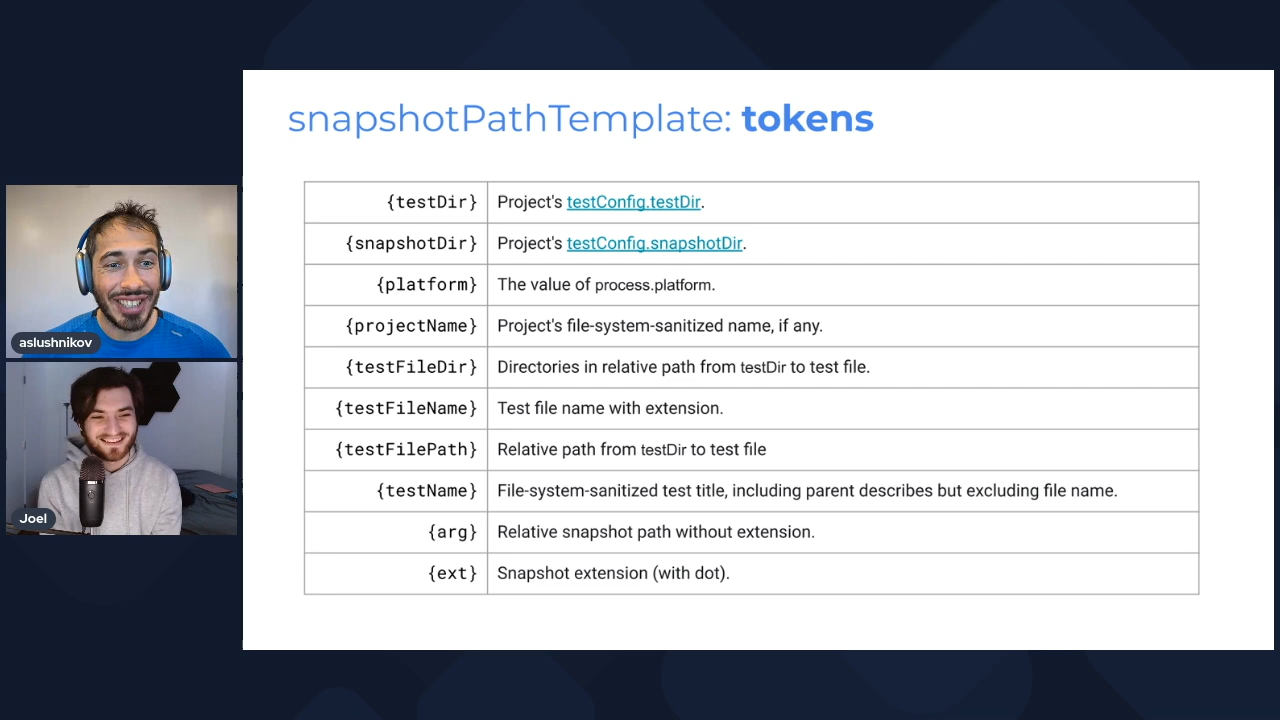 snapshotPathTemplate: tokens
{testDir} Project's testConfig.testDir.
{snapshotDir} Project's testConfig.snapshotDir.
{platform} The value of process.platform.
{projectName} Project's file-system-sanitized name, if any.
{testFileDir} Directories in relative path from testDir to test file.
{testFileName} Test file name with extension.
{testFilePath} Relative path from testDir to test file
{testName} File-system-sanitized test title, including parent describes but excluding file name.
{arg} Relative snapshot path without extension.
{ext} Snapshot extension (with dot).
aslushnikov
Joel